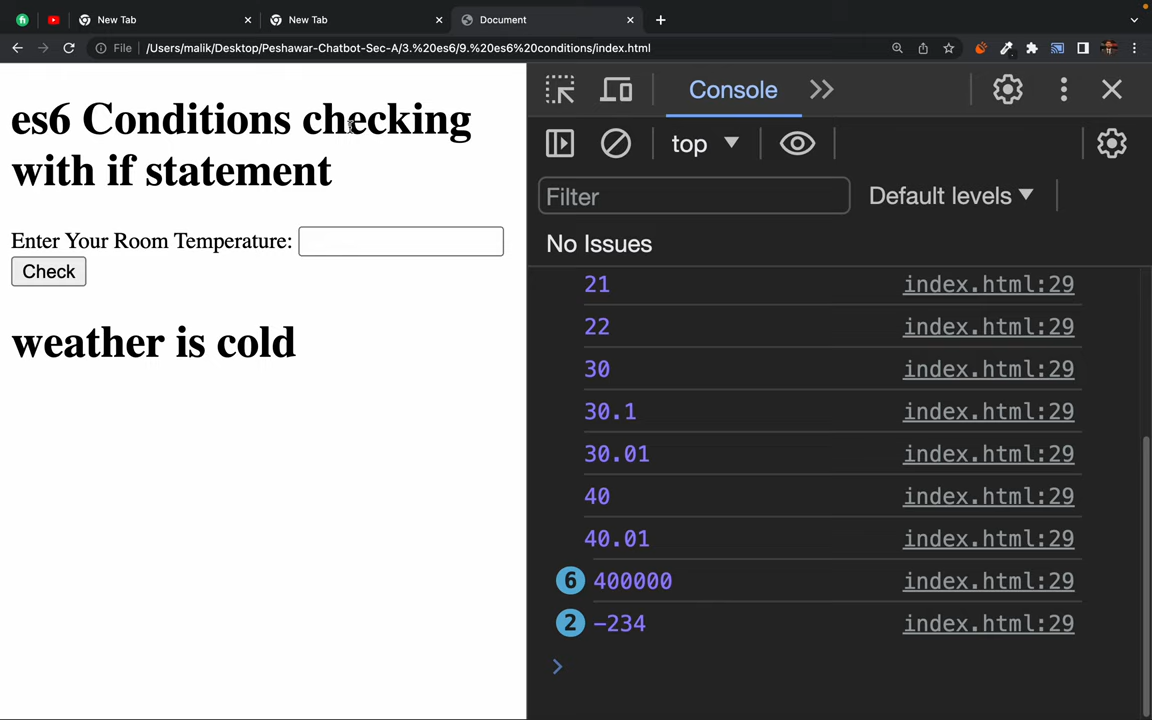 New Tab
New Tab
Document
File
/Users/malik/Desktop/Peshawar-Chatbot-Sec-A/3.%20es6/9.%20es6%20conditions/index.html
es6 Conditions checking
with if statement
Enter Your Room Temperature:
Check
weather is cold
Console
top
Filter
Default levels
No Issues
21 index.html:29
22 index.html:29
30 index.html:29
30.1 index.html:29
30.01 index.html:29
40 index.html:29
40.01 index.html:29
6 400000 index.html:29
2 -234 index.html:29